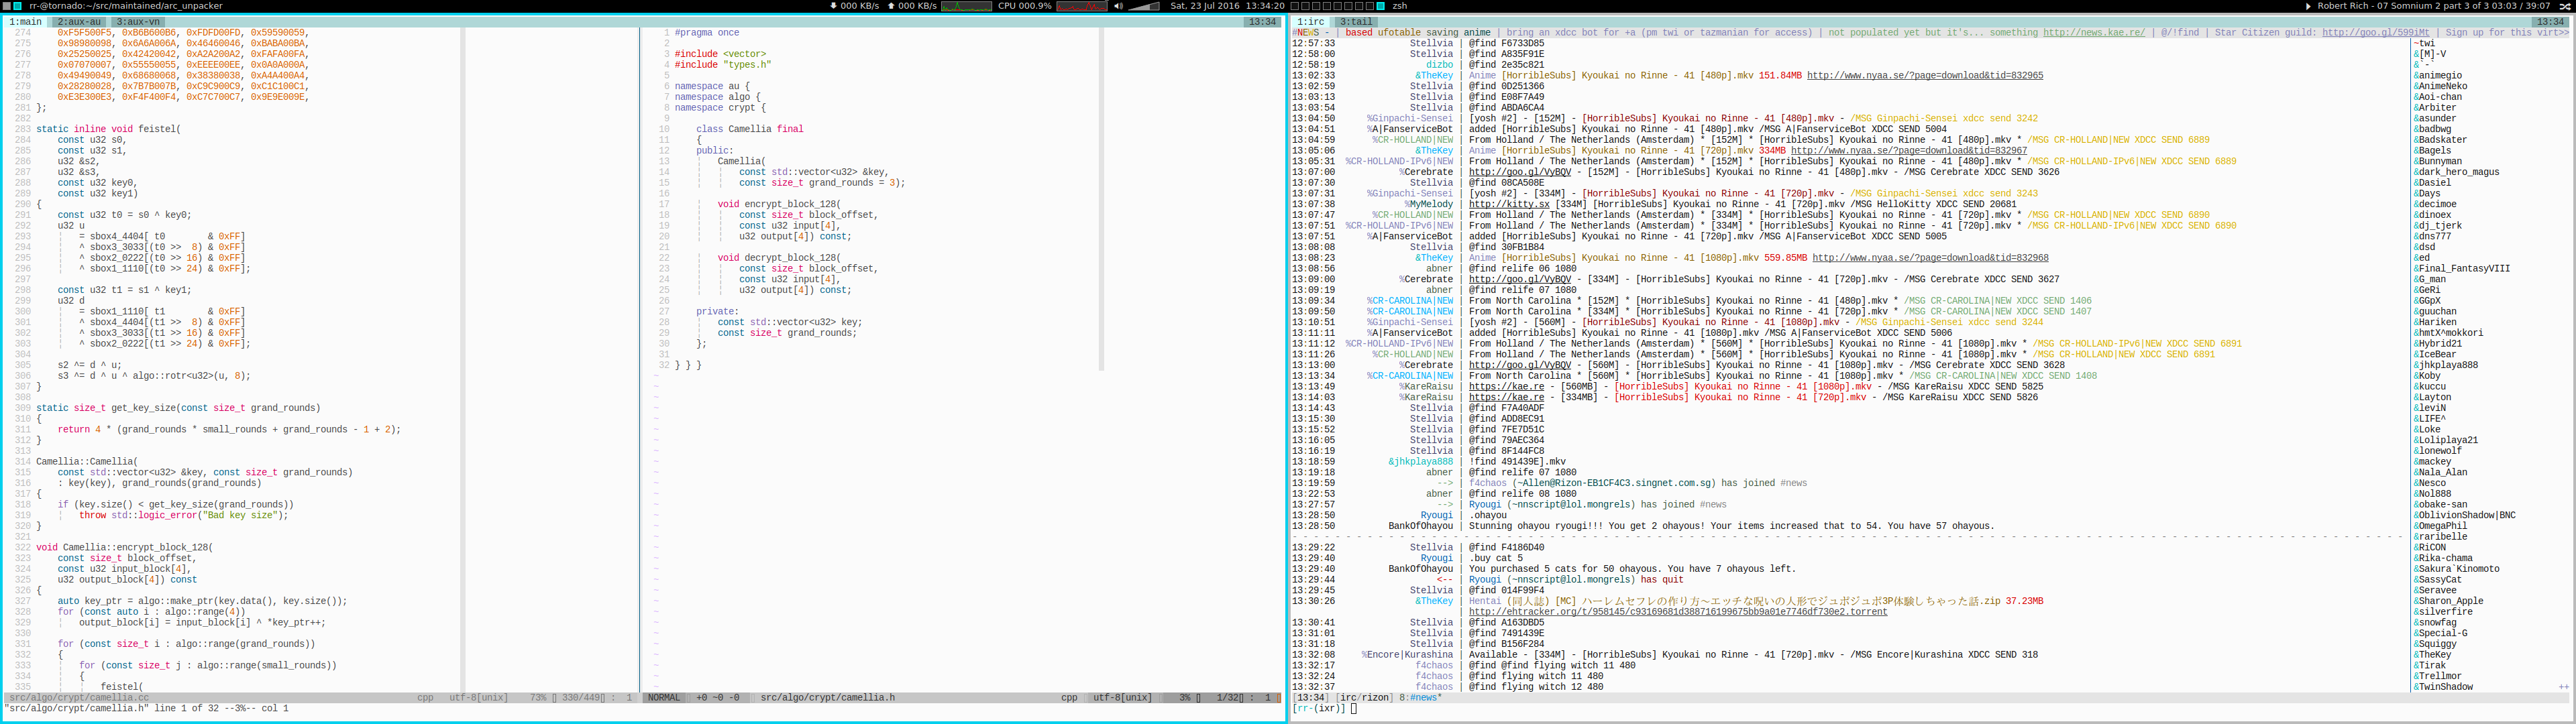 rr-@tornado:~/src/maintained/arc_unpacker
000 KB/s 000 KB/s CPU 000.9% Sat, 23 Jul 2016 13:34:20 zsh
Robert Rich - 07 Somnium 2 part 3 of 3 03:03 / 39:07
1:main 2:aux-au 3:aux-vn 13:34
274 0xF5F500F5, 0xB6B600B6, 0xFDFD00FD, 0x59590059,
275 0x98980098, 0x6A6A006A, 0x46460046, 0xBABA00BA,
276 0x25250025, 0x42420042, 0xA2A200A2, 0xFAFA00FA,
277 0x07070007, 0x55550055, 0xEEEE00EE, 0x0A0A000A,
278 0x49490049, 0x68680068, 0x38380038, 0xA4A400A4,
279 0x28280028, 0x7B7B007B, 0xC9C900C9, 0xC1C100C1,
280 0xE3E300E3, 0xF4F400F4, 0xC7C700C7, 0x9E9E009E,
281 };
282
283 static inline void feistel(
284 const u32 s0,
285 const u32 s1,
286 u32 &s2,
287 u32 &s3,
288 const u32 key0,
289 const u32 key1)
290 {
291 const u32 t0 = s0 ^ key0;
292 u32 u
293 = sbox4_4404[ t0 & 0xFF]
294 ^ sbox3_3033[(t0 >> 8) & 0xFF]
295 ^ sbox2_0222[(t0 >> 16) & 0xFF]
296 ^ sbox1_1110[(t0 >> 24) & 0xFF];
297
298 const u32 t1 = s1 ^ key1;
299 u32 d
300 = sbox1_1110[ t1 & 0xFF]
301 ^ sbox4_4404[(t1 >> 8) & 0xFF]
302 ^ sbox3_3033[(t1 >> 16) & 0xFF]
303 ^ sbox2_0222[(t1 >> 24) & 0xFF];
304
305 s2 ^= d ^ u;
306 s3 ^= d ^ u ^ algo::rotr<u32>(u, 8);
307 }
308
309 static size_t get_key_size(const size_t grand_rounds)
310 {
311 return 4 * (grand_rounds * small_rounds + grand_rounds - 1 + 2);
312 }
313
314 Camellia::Camellia(
315 const std::vector<u32> &key, const size_t grand_rounds)
316 : key(key), grand_rounds(grand_rounds)
317 {
318 if (key.size() < get_key_size(grand_rounds))
319 throw std::logic_error("Bad key size");
320 }
321
322 void Camellia::encrypt_block_128(
323 const size_t block_offset,
324 const u32 input_block[4],
325 u32 output_block[4]) const
326 {
327 auto key_ptr = algo::make_ptr(key.data(), key.size());
328 for (const auto i : algo::range(4))
329 output_block[i] = input_block[i] ^ *key_ptr++;
330
331 for (const size_t i : algo::range(grand_rounds))
332 {
333 for (const size_t j : algo::range(small_rounds))
334 {
335 feistel(
src/algo/crypt/camellia.cc cpp utf-8[unix] 73% 330/449 : 1
"src/algo/crypt/camellia.h" line 1 of 32 --3%-- col 1
1 #pragma once
2
3 #include <vector>
4 #include "types.h"
5
6 namespace au {
7 namespace algo {
8 namespace crypt {
9
10 class Camellia final
11 {
12 public:
13 Camellia(
14 const std::vector<u32> &key,
15 const size_t grand_rounds = 3);
16
17 void encrypt_block_128(
18 const size_t block_offset,
19 const u32 input[4],
20 u32 output[4]) const;
21
22 void decrypt_block_128(
23 const size_t block_offset,
24 const u32 input[4],
25 u32 output[4]) const;
26
27 private:
28 const std::vector<u32> key;
29 const size_t grand_rounds;
30 };
31
32 } } }
NORMAL +0 ~0 -0 src/algo/crypt/camellia.h cpp utf-8[unix] 3% 1/32 : 1
1:irc 3:tail 13:34
#NEWS - | based ufotable saving anime | bring an xdcc bot for +a (pm twi or tazmanian for access) | not populated yet but it's... something http://news.kae.re/ | @/!find | Star Citizen guild: http://goo.gl/599iMt | Sign up for this virt>>
12:57:33 Stellvia | @find F6733D85
12:58:00 Stellvia | @find A835F91E
12:58:19 dizbo | @find 2e35c821
13:02:33 &TheKey | Anime [HorribleSubs] Kyoukai no Rinne - 41 [480p].mkv 151.84MB http://www.nyaa.se/?page=download&tid=832965
13:02:59 Stellvia | @find 0D251366
13:03:13 Stellvia | @find E08F7A49
13:03:54 Stellvia | @find ABDA6CA4
13:04:50 %Ginpachi-Sensei | [yosh #2] - [152M] - [HorribleSubs] Kyoukai no Rinne - 41 [480p].mkv - /MSG Ginpachi-Sensei xdcc send 3242
13:04:51 %A|FanserviceBot | added [HorribleSubs] Kyoukai no Rinne - 41 [480p].mkv /MSG A|FanserviceBot XDCC SEND 5004
13:04:59 %CR-HOLLAND|NEW | From Holland / The Netherlands (Amsterdam) * [152M] * [HorribleSubs] Kyoukai no Rinne - 41 [480p].mkv * /MSG CR-HOLLAND|NEW XDCC SEND 6889
13:05:06 &TheKey | Anime [HorribleSubs] Kyoukai no Rinne - 41 [720p].mkv 334MB http://www.nyaa.se/?page=download&tid=832967
13:05:31 %CR-HOLLAND-IPv6|NEW | From Holland / The Netherlands (Amsterdam) * [152M] * [HorribleSubs] Kyoukai no Rinne - 41 [480p].mkv * /MSG CR-HOLLAND-IPv6|NEW XDCC SEND 6889
13:07:00 %Cerebrate | http://goo.gl/VyBQV - [152M] - [HorribleSubs] Kyoukai no Rinne - 41 [480p].mkv - /MSG Cerebrate XDCC SEND 3626
13:07:30 Stellvia | @find 08CA508E
13:07:31 %Ginpachi-Sensei | [yosh #2] - [334M] - [HorribleSubs] Kyoukai no Rinne - 41 [720p].mkv - /MSG Ginpachi-Sensei xdcc send 3243
13:07:38 %MyMelody | http://kitty.sx [334M] [HorribleSubs] Kyoukai no Rinne - 41 [720p].mkv /MSG HelloKitty XDCC SEND 20681
13:07:47 %CR-HOLLAND|NEW | From Holland / The Netherlands (Amsterdam) * [334M] * [HorribleSubs] Kyoukai no Rinne - 41 [720p].mkv * /MSG CR-HOLLAND|NEW XDCC SEND 6890
13:07:51 %CR-HOLLAND-IPv6|NEW | From Holland / The Netherlands (Amsterdam) * [334M] * [HorribleSubs] Kyoukai no Rinne - 41 [720p].mkv * /MSG CR-HOLLAND-IPv6|NEW XDCC SEND 6890
13:07:51 %A|FanserviceBot | added [HorribleSubs] Kyoukai no Rinne - 41 [720p].mkv /MSG A|FanserviceBot XDCC SEND 5005
13:08:08 Stellvia | @find 30FB1B84
13:08:23 &TheKey | Anime [HorribleSubs] Kyoukai no Rinne - 41 [1080p].mkv 559.85MB http://www.nyaa.se/?page=download&tid=832968
13:08:56 abner | @find relife 06 1080
13:09:00 %Cerebrate | http://goo.gl/VyBQV - [334M] - [HorribleSubs] Kyoukai no Rinne - 41 [720p].mkv - /MSG Cerebrate XDCC SEND 3627
13:09:19 abner | @find relife 07 1080
13:09:34 %CR-CAROLINA|NEW | From North Carolina * [152M] * [HorribleSubs] Kyoukai no Rinne - 41 [480p].mkv * /MSG CR-CAROLINA|NEW XDCC SEND 1406
13:09:50 %CR-CAROLINA|NEW | From North Carolina * [334M] * [HorribleSubs] Kyoukai no Rinne - 41 [720p].mkv * /MSG CR-CAROLINA|NEW XDCC SEND 1407
13:10:51 %Ginpachi-Sensei | [yosh #2] - [560M] - [HorribleSubs] Kyoukai no Rinne - 41 [1080p].mkv - /MSG Ginpachi-Sensei xdcc send 3244
13:11:11 %A|FanserviceBot | added [HorribleSubs] Kyoukai no Rinne - 41 [1080p].mkv /MSG A|FanserviceBot XDCC SEND 5006
13:11:12 %CR-HOLLAND-IPv6|NEW | From Holland / The Netherlands (Amsterdam) * [560M] * [HorribleSubs] Kyoukai no Rinne - 41 [1080p].mkv * /MSG CR-HOLLAND-IPv6|NEW XDCC SEND 6891
13:11:26 %CR-HOLLAND|NEW | From Holland / The Netherlands (Amsterdam) * [560M] * [HorribleSubs] Kyoukai no Rinne - 41 [1080p].mkv * /MSG CR-HOLLAND|NEW XDCC SEND 6891
13:13:00 %Cerebrate | http://goo.gl/VyBQV - [560M] - [HorribleSubs] Kyoukai no Rinne - 41 [1080p].mkv - /MSG Cerebrate XDCC SEND 3628
13:13:34 %CR-CAROLINA|NEW | From North Carolina * [560M] * [HorribleSubs] Kyoukai no Rinne - 41 [1080p].mkv * /MSG CR-CAROLINA|NEW XDCC SEND 1408
13:13:49 %KareRaisu | https://kae.re - [560MB] - [HorribleSubs] Kyoukai no Rinne - 41 [1080p].mkv - /MSG KareRaisu XDCC SEND 5825
13:14:03 %KareRaisu | https://kae.re - [334MB] - [HorribleSubs] Kyoukai no Rinne - 41 [720p].mkv - /MSG KareRaisu XDCC SEND 5826
13:14:43 Stellvia | @find F7A40ADF
13:15:30 Stellvia | @find ADD8EC91
13:15:52 Stellvia | @find 7FE7D51C
13:16:05 Stellvia | @find 79AEC364
13:16:19 Stellvia | @find 8F144FC8
13:18:59 &jhkplaya888 | !find 491439E].mkv
13:19:18 abner | @find relife 07 1080
13:19:59 --> | f4chaos (~Allen@Rizon-EB1CF4C3.singnet.com.sg) has joined #news
13:22:53 abner | @find relife 08 1080
13:27:57 --> | Ryougi (~nnscript@lol.mongrels) has joined #news
13:28:50 Ryougi | .ohayou
13:28:50 BankOfOhayou | Stunning ohayou ryougi!!! You get 2 ohayous! Your items increased that to 54. You have 57 ohayous.
13:29:22 Stellvia | @find F4186D40
13:29:40 Ryougi | .buy cat 5
13:29:40 BankOfOhayou | You purchased 5 cats for 50 ohayous. You have 7 ohayous left.
13:29:44 <-- | Ryougi (~nnscript@lol.mongrels) has quit
13:29:45 Stellvia | @find 014F99F4
13:30:26 &TheKey | Hentai (同人誌) [MC] ハーレムセフレの作り方～エッチな呪いの人形でジュポジュポ3P体験しちゃった話.zip 37.23MB
| http://ehtracker.org/t/958145/c93169681d388716199675bb9a01e7746df730e2.torrent
13:30:41 Stellvia | @find A163DBD5
13:31:01 Stellvia | @find 7491439E
13:31:18 Stellvia | @find B156F284
13:32:08 %Encore|Kurashina | Available - [334M] - [HorribleSubs] Kyoukai no Rinne - 41 [720p].mkv - /MSG Encore|Kurashina XDCC SEND 318
13:32:17 f4chaos | @find @find flying witch 11 480
13:32:24 f4chaos | @find flying witch 11 480
13:32:37 f4chaos | @find flying witch 12 480
[13:34] [irc/rizon] 8:#news*
[rr-(ixr)]
~twi
&[M]-V
&`-`
&animegio
&AnimeNeko
&Aoi-chan
&Arbiter
&asunder
&badbwg
&Badskater
&Bagels
&Bunnyman
&dark_hero_magus
&Dasiel
&Days
&decimoe
&dinoex
&dj_tjerk
&dns777
&dsd
&ed
&Final_FantasyVIII
&G_man
&GeRi
&GGpX
&guuchan
&Hariken
&hmtX^mokkori
&Hybrid21
&IceBear
&jhkplaya888
&Koby
&kuccu
&Layton
&leviN
&LIFE^
&Loke
&Loliplaya21
&lonewolf
&mackey
&Nala_Alan
&Nesco
&Nol888
&obake-san
&OblivionShadow|BNC
&OmegaPhil
&raribelle
&RiCON
&Rika-chama
&Sakura`Kinomoto
&SassyCat
&Seravee
&Sharon_Apple
&silverfire
&snowfag
&Special-G
&Squiggy
&TheKey
&Tirak
&Trellmor
&TwinShadow ++